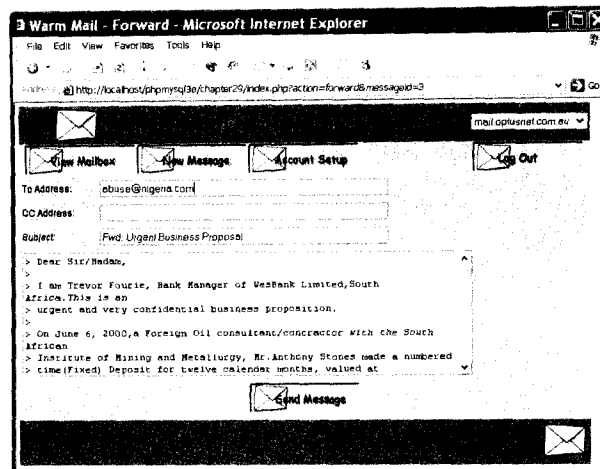 Warm Mail - Forward - Microsoft Internet Explorer
File Edit View Favorites Tools Help
http://localhost/phpmysql3e/chapter29/index.php?action=forward&messageid=3 Go
mail.optusnet.com.au
View Mailbox New Message Account Setup Log Out
To Address: abuse@nigeria.com
CC Address:
Subject: Fwd: Urgent Business Proposal
> Dear Sir/Madam,
>
> I am Trevor Fourie, Bank Manager of WesBank Limited,South
Africa.This is an
> urgent and very confidential business proposition.
>
> On June 6, 2000,a Foreign Oil consultant/contractor with the South
African
> Institute of Mining and Metallurgy, Mr.Anthony Stones made a numbered
> time(Fixed) Deposit for twelve calendar months, valued at
Send Message